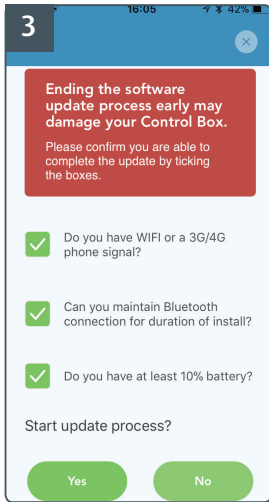 3
16:05
42%
Ending the software
update process early may
damage your Control Box.
Please confirm you are able to
complete the update by ticking
the boxes.
Do you have WIFI or a 3G/4G
phone signal?
Can you maintain Bluetooth
connection for duration of install?
Do you have at least 10% battery?
Start update process?
Yes
No